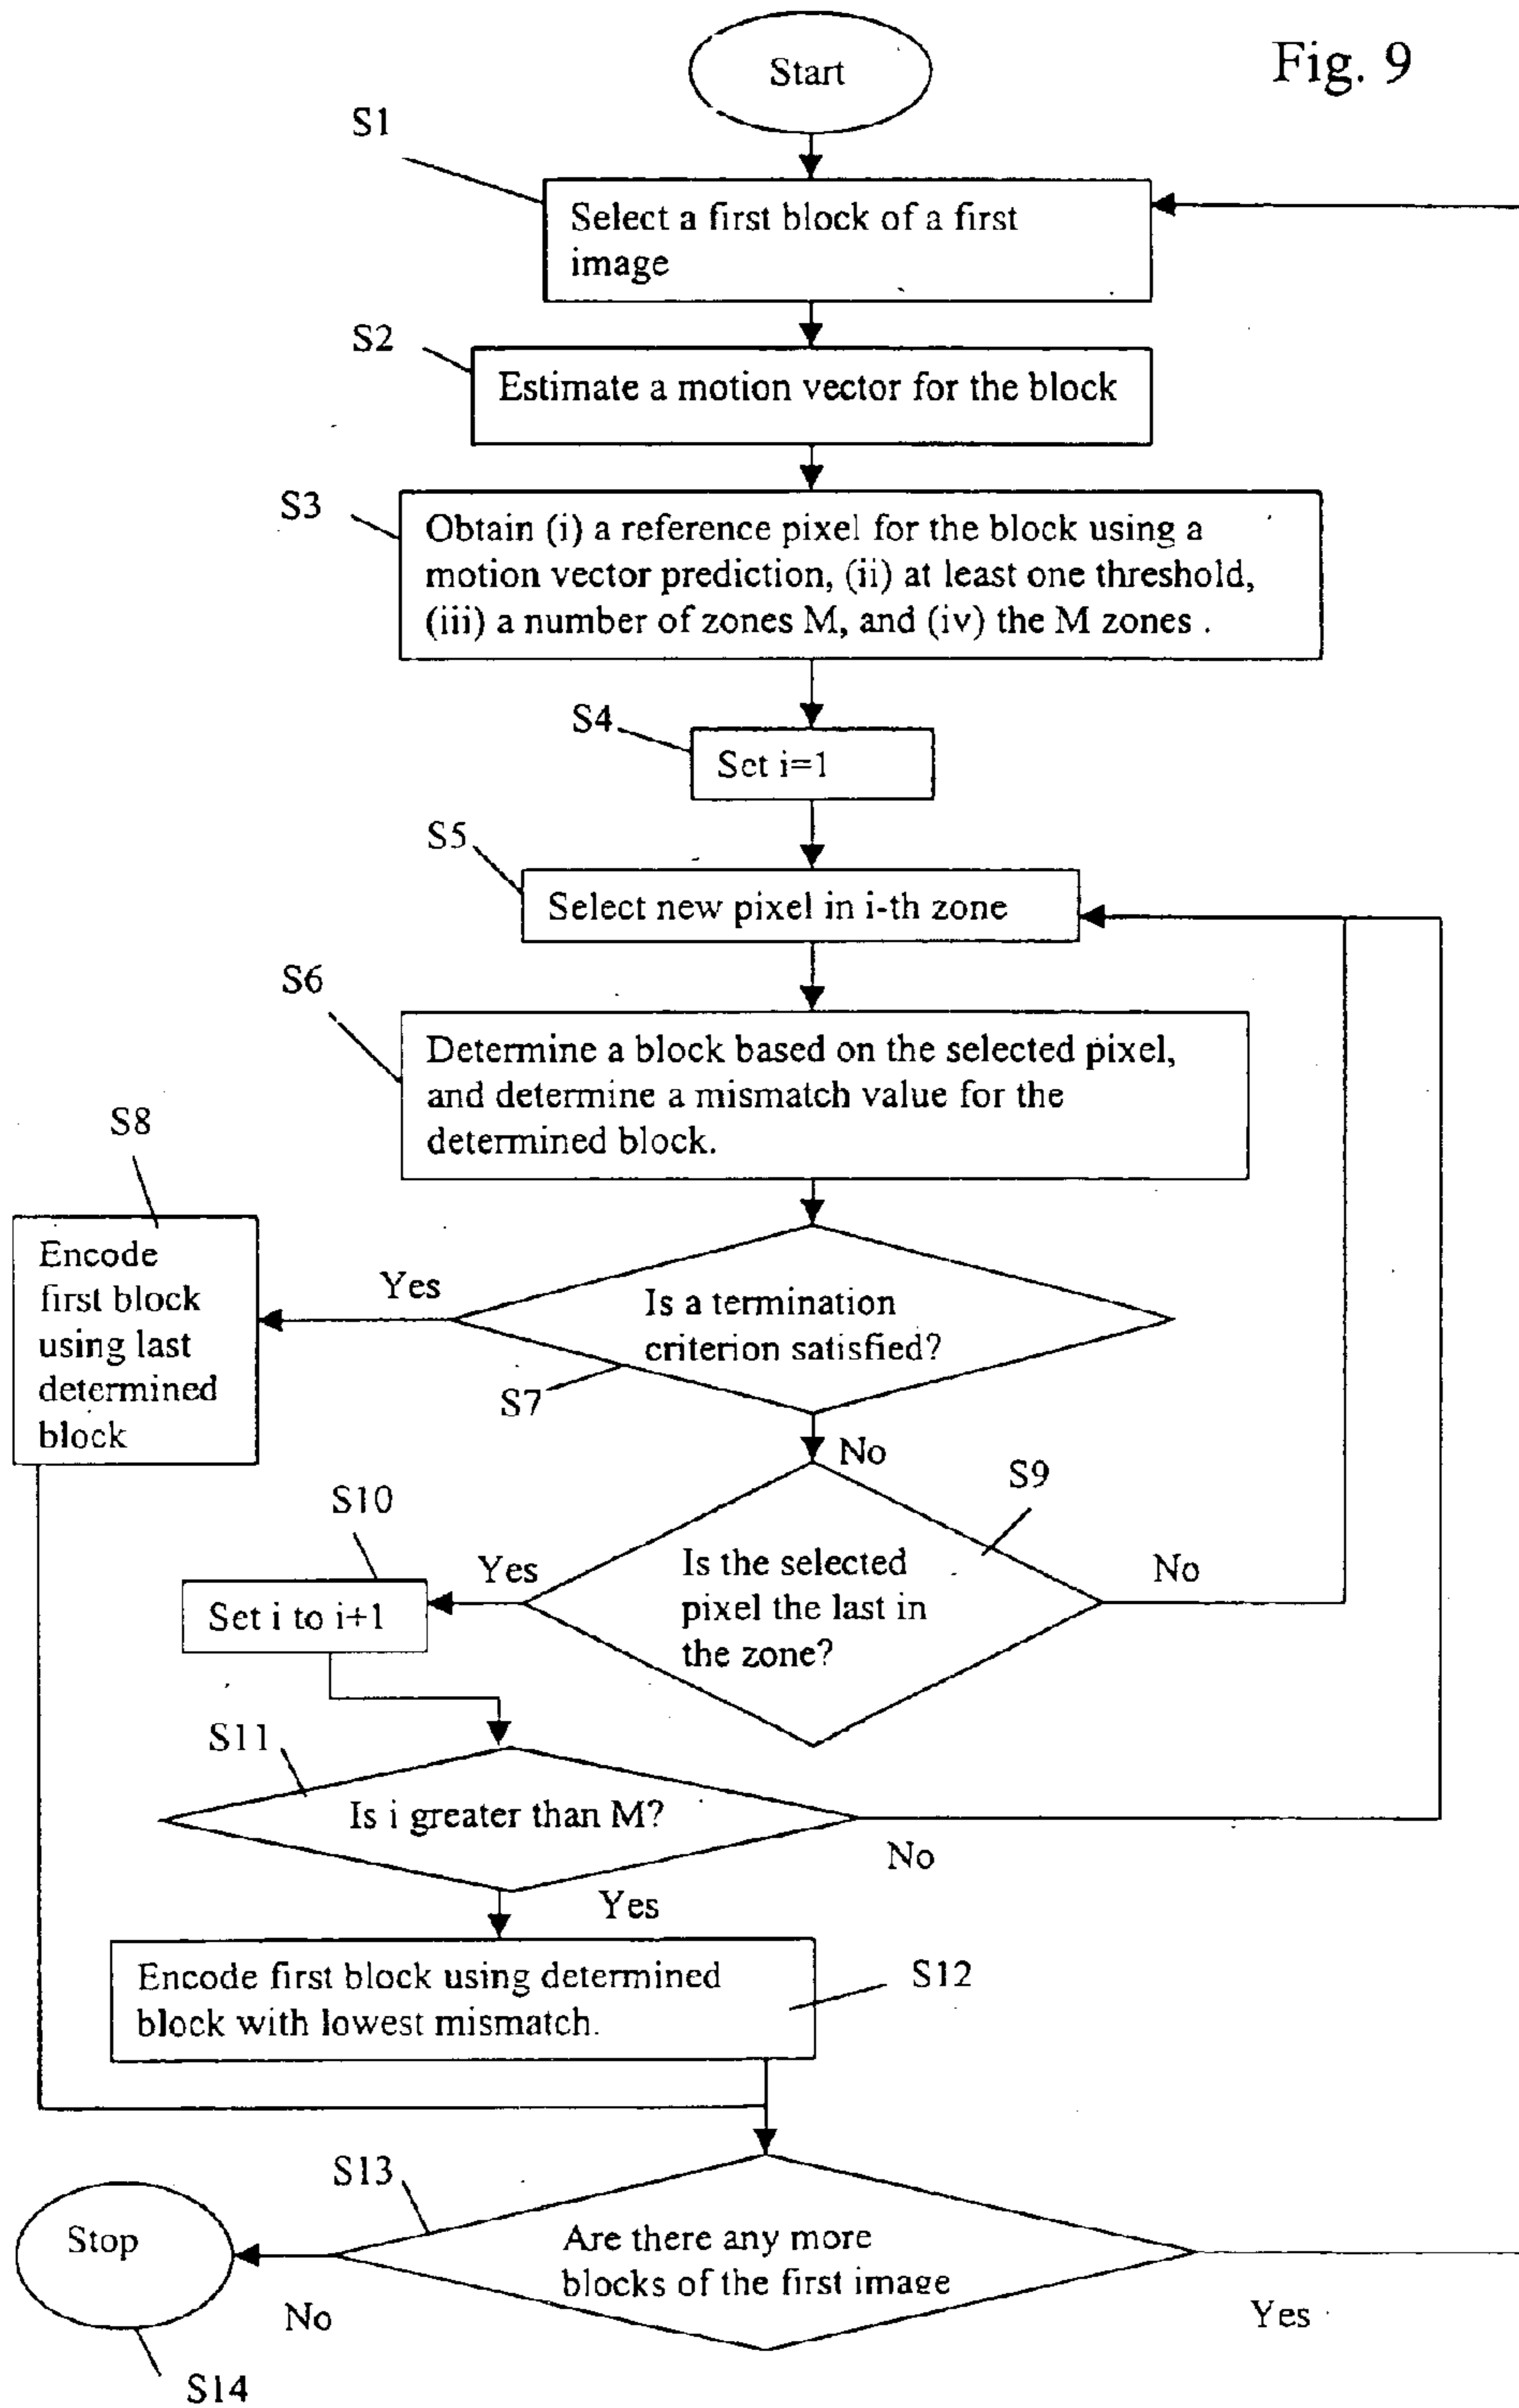 Fig. 9
Start
S1
Select a first block of a first
image
S2
Estimate a motion vector for the block
S3
Obtain (i) a reference pixel for the block using a
motion vector prediction, (ii) at least one threshold,
(iii) a number of zones M, and (iv) the M zones .
S4
Set i=1
S5
Select new pixel in i-th zone
S6
Determine a block based on the selected pixel,
and determine a mismatch value for the
determined block.
S8
Encode
first block
using last
determined
block
Yes
Is a termination
criterion satisfied?
S7
No
S9
S10
Yes
Is the selected
pixel the last in
the zone?
No
Set i to i+1
S11
Is i greater than M?
No
Yes
Encode first block using determined
block with lowest mismatch.
S12
S13
Stop
Are there any more
blocks of the first image
No
Yes
S14